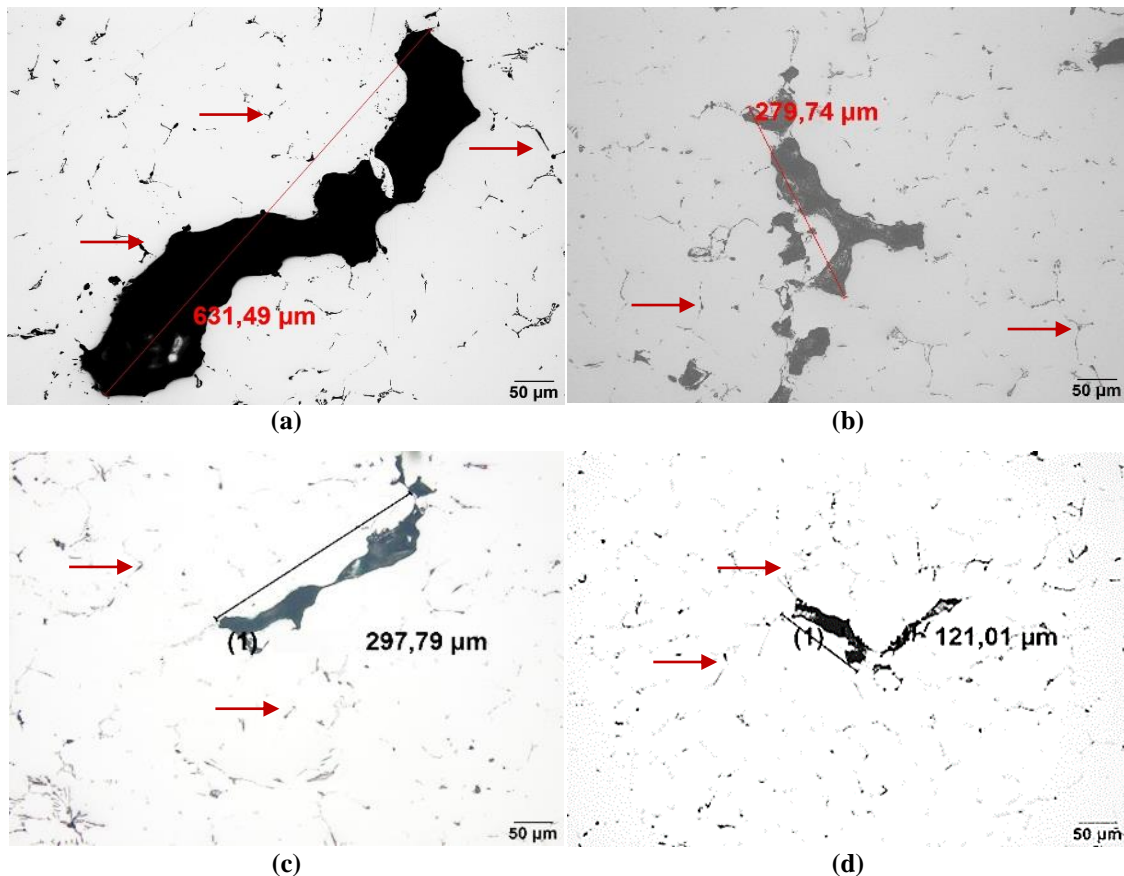 279,74 µm
631,49 µm
50 µm
50 µm
(a)
(b)
(1)
297,79 µm
(1)
121,01 µm
50 µm
50 µm
(c)
(d)